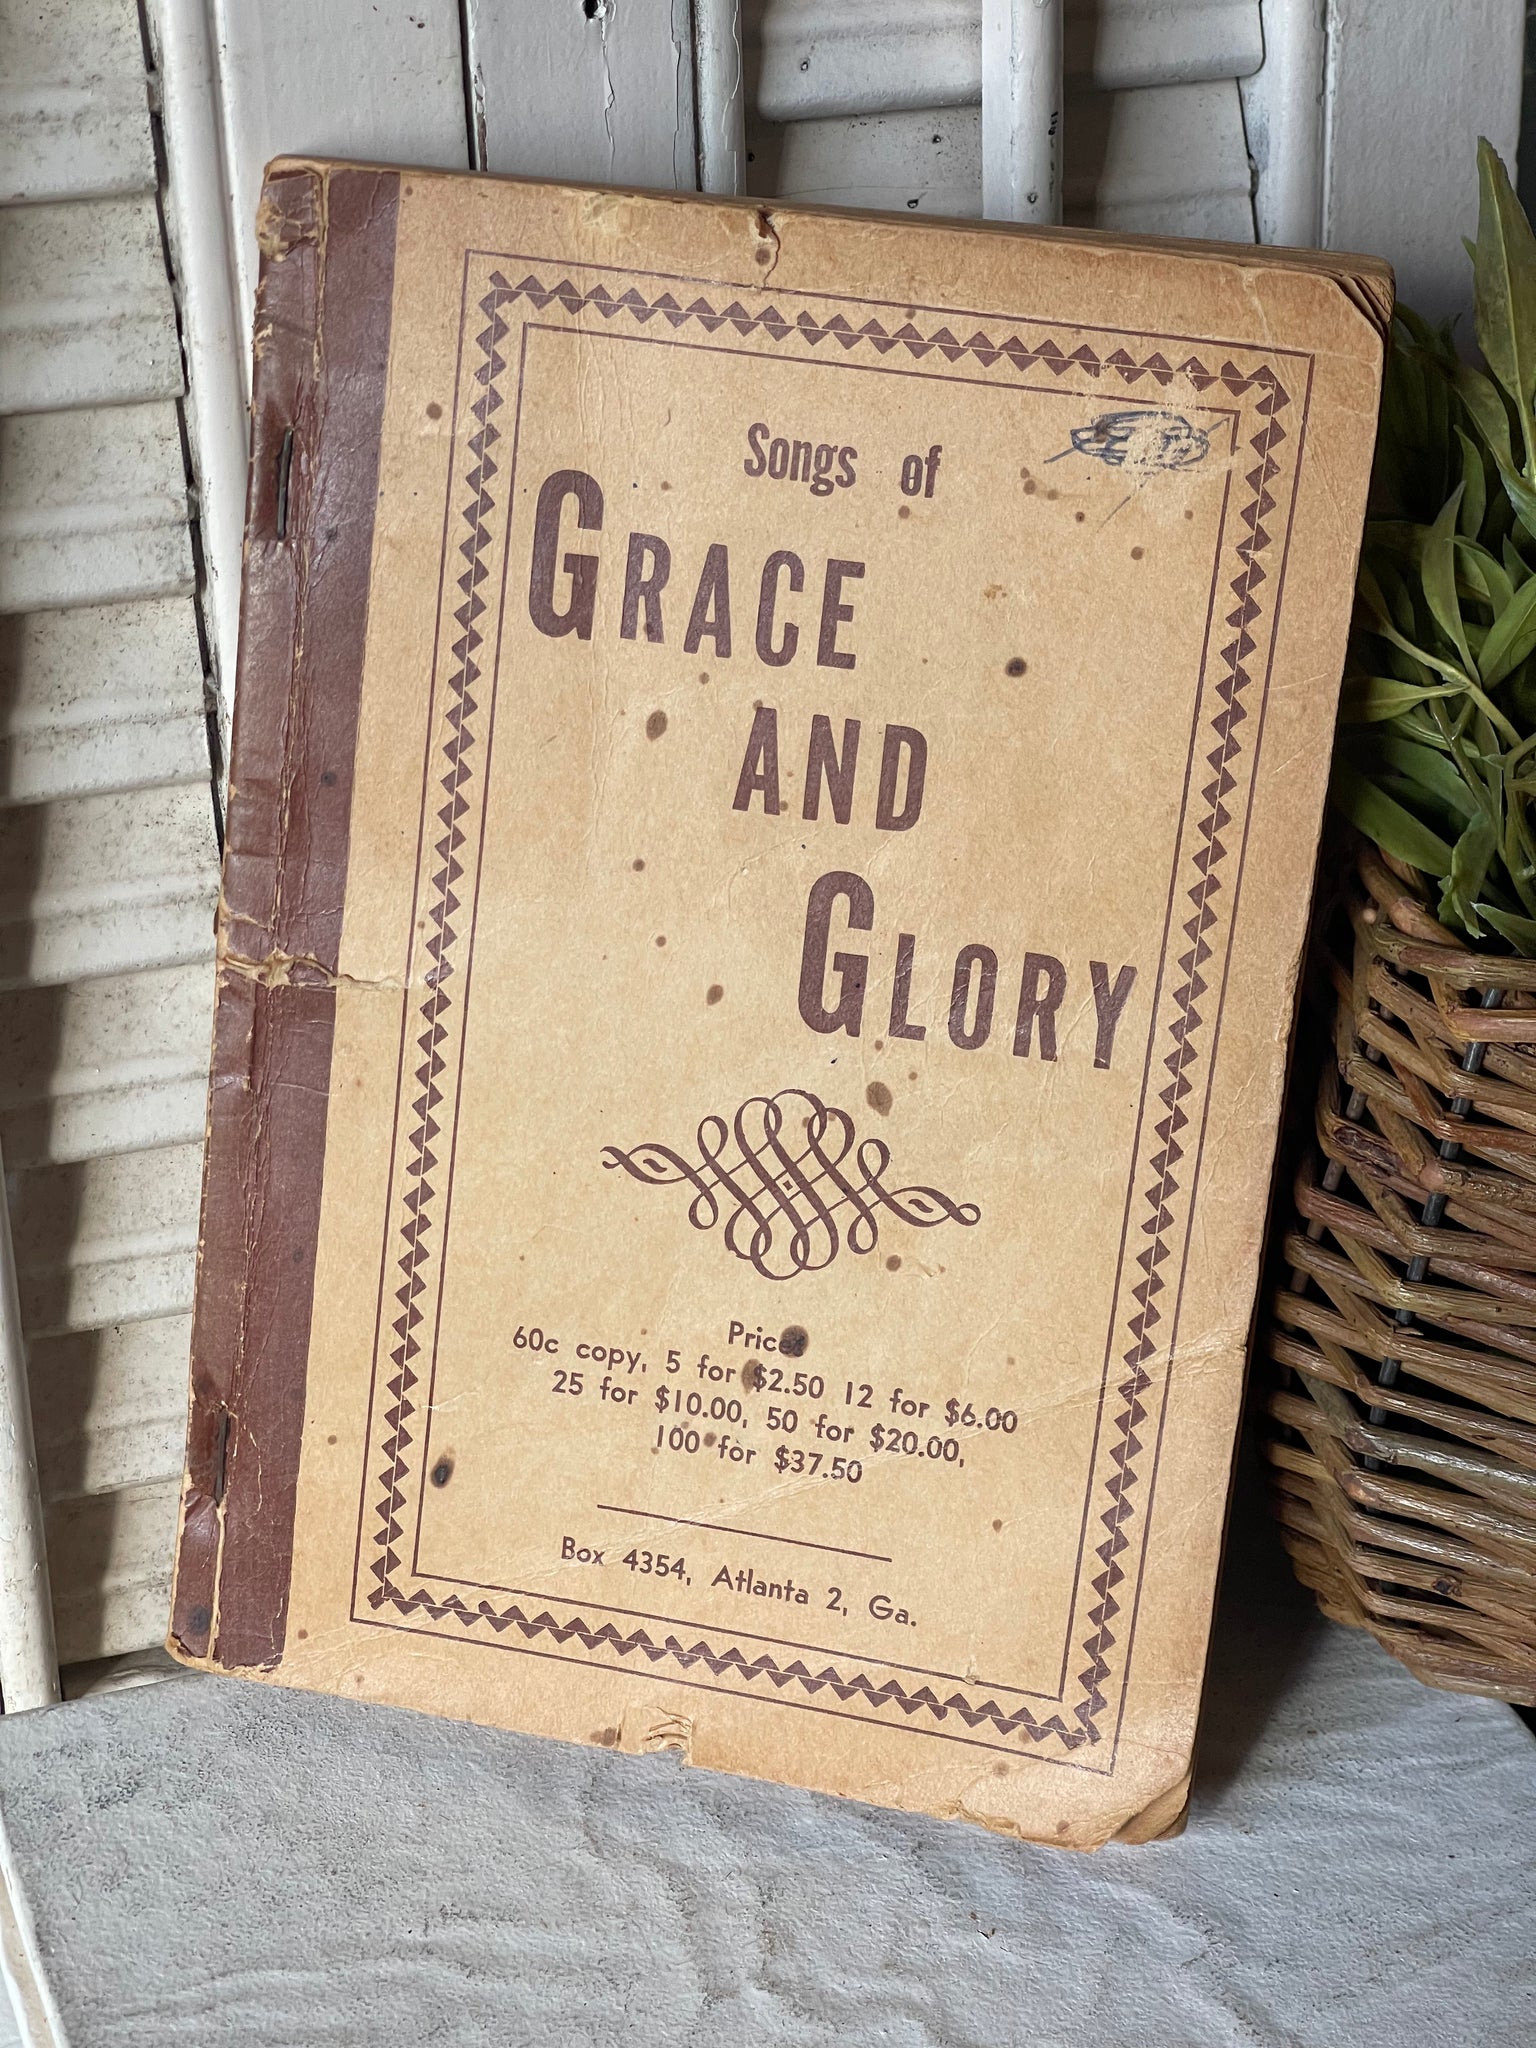 Songs of
GRACE
AND
GLORY
Prices
60c copy, 5 for $2.50 12 for $6.00
25 for $10.00, 50 for $20.00,
100 for $37.50
Box 4354, Atlanta 2, Ga.